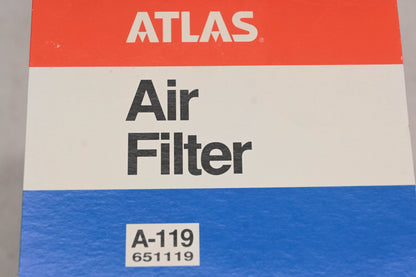 ATLAS®
Air
Filter
A-119
651119